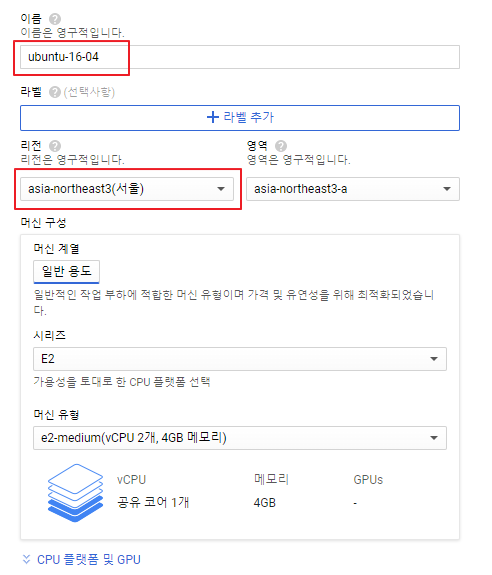 이름
이름은 영구적입니다.
ubuntu-16-04
라벨 (선택사항)
라벨 추가
리전 영역
리전은 영구적입니다. 영역은 영구적입니다.
asia-northeast3(서울) asia-northeast3-a
머신 구성
머신 계열
일반 용도
일반적인 작업 부하에 적합한 머신 유형이며 가격 및 유연성을 위해 최적화되었습니
다.
시리즈
E2
가용성을 토대로 한 CPU 플랫폼 선택
머신 유형
e2-medium(vCPU 2개, 4GB 메모리)
vCPU 메모리 GPUs
공유 코어 1개 4GB -
CPU 플랫폼 및 GPU